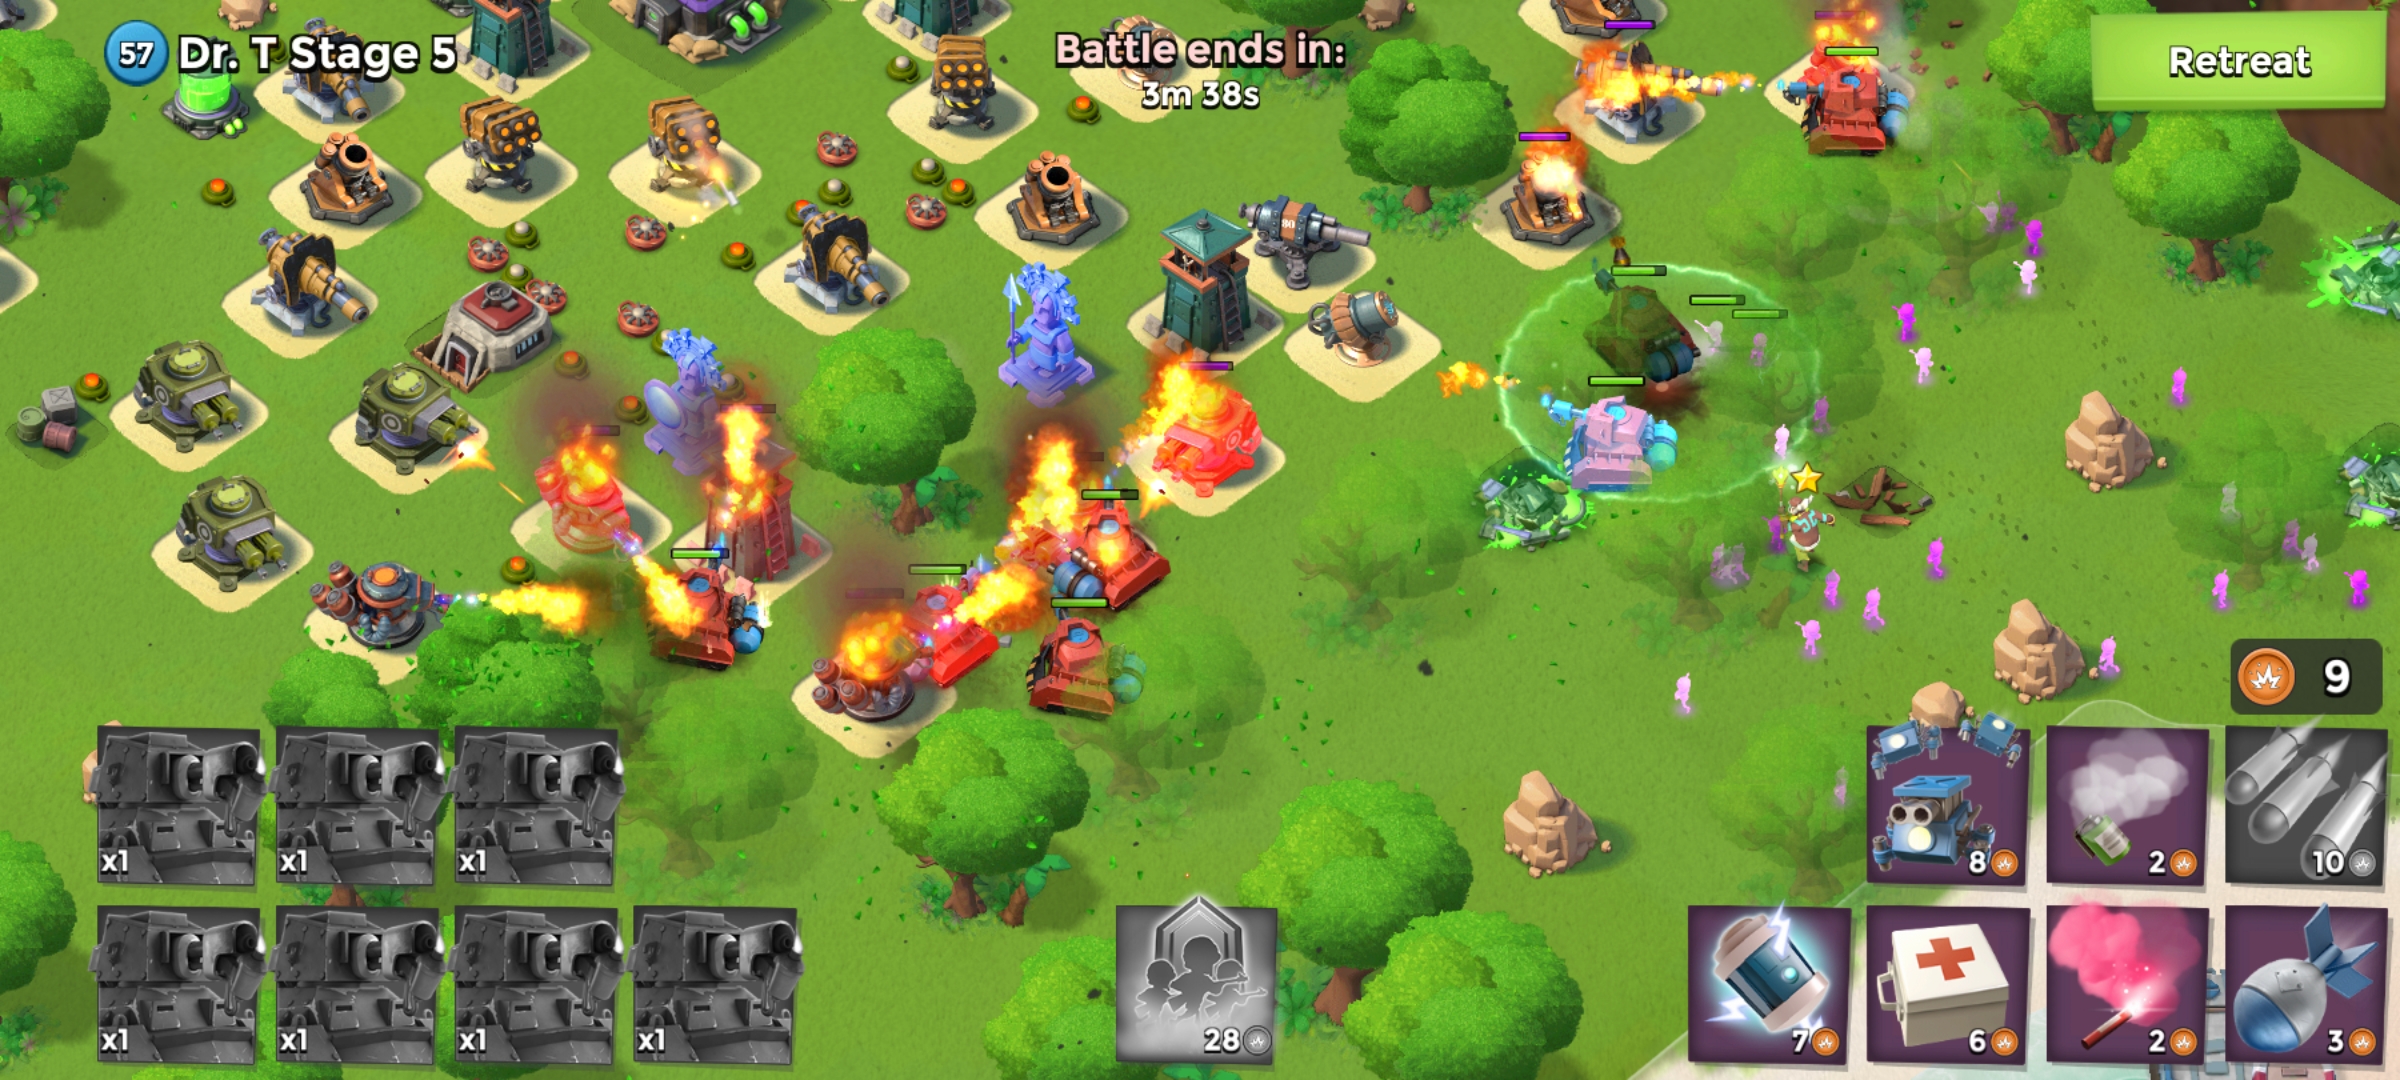 57 Dr. T Stage 5
Battle ends in:
3m 38s
Retreat
9
x1
x1
x1
8
2
10
x1
x1
x1
x1
28
7
6
2
3